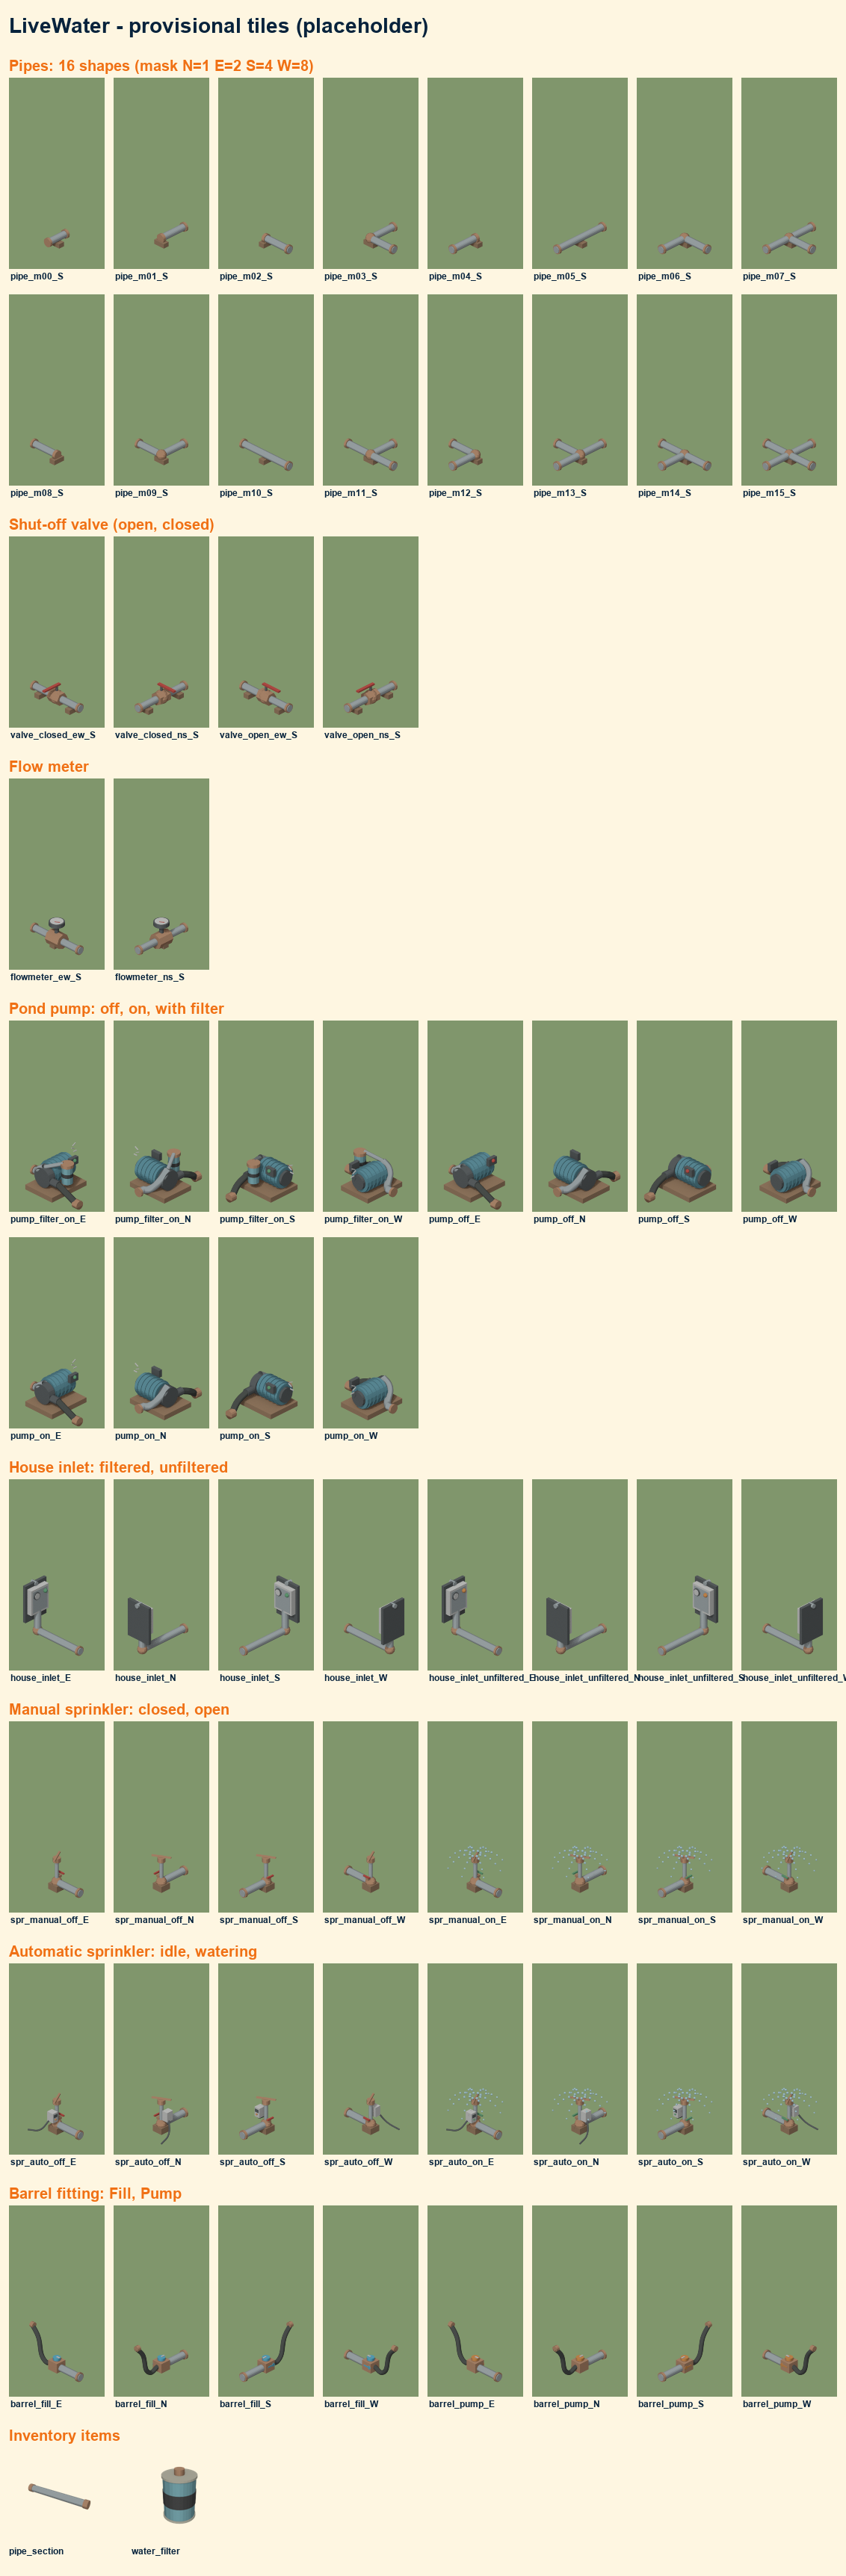 LiveWater - provisional tiles (placeholder)
Pipes: 16 shapes (mask N=1 E=2 S=4 W=8)
pipe_m00_S pipe_m01_S pipe_m02_S pipe_m03_S pipe_m04_S pipe_m05_S pipe_m06_S pipe_m07_S
pipe_m08_S pipe_m09_S pipe_m10_S pipe_m11_S pipe_m12_S pipe_m13_S pipe_m14_S pipe_m15_S
Shut-off valve (open, closed)
valve_closed_ew_S valve_closed_ns_S valve_open_ew_S valve_open_ns_S
Flow meter
flowmeter_ew_S flowmeter_ns_S
Pond pump: off, on, with filter
pump_filter_on_E pump_filter_on_N pump_filter_on_S pump_filter_on_W pump_off_E pump_off_N pump_off_S pump_off_W
pump_on_E pump_on_N pump_on_S pump_on_W
House inlet: filtered, unfiltered
house_inlet_E house_inlet_N house_inlet_S house_inlet_W house_inlet_unfiltered_E house_inlet_unfiltered_N house_inlet_unfiltered_S house_inlet_unfiltered_W
Manual sprinkler: closed, open
spr_manual_off_E spr_manual_off_N spr_manual_off_S spr_manual_off_W spr_manual_on_E spr_manual_on_N spr_manual_on_S spr_manual_on_W
Automatic sprinkler: idle, watering
spr_auto_off_E spr_auto_off_N spr_auto_off_S spr_auto_off_W spr_auto_on_E spr_auto_on_N spr_auto_on_S spr_auto_on_W
Barrel fitting: Fill, Pump
barrel_fill_E barrel_fill_N barrel_fill_S barrel_fill_W barrel_pump_E barrel_pump_N barrel_pump_S barrel_pump_W
Inventory items
pipe_section water_filter